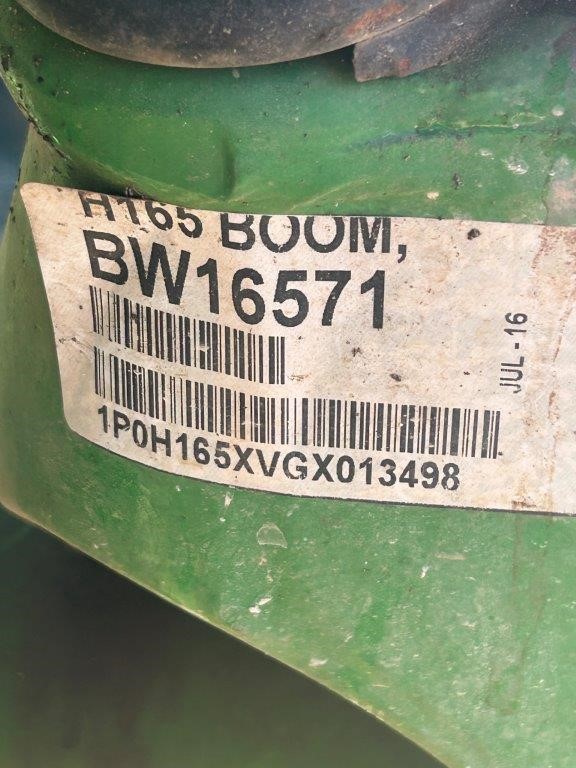 H165 BOOM,
BW16571
JUL - 16
1P0H165XVGX013498